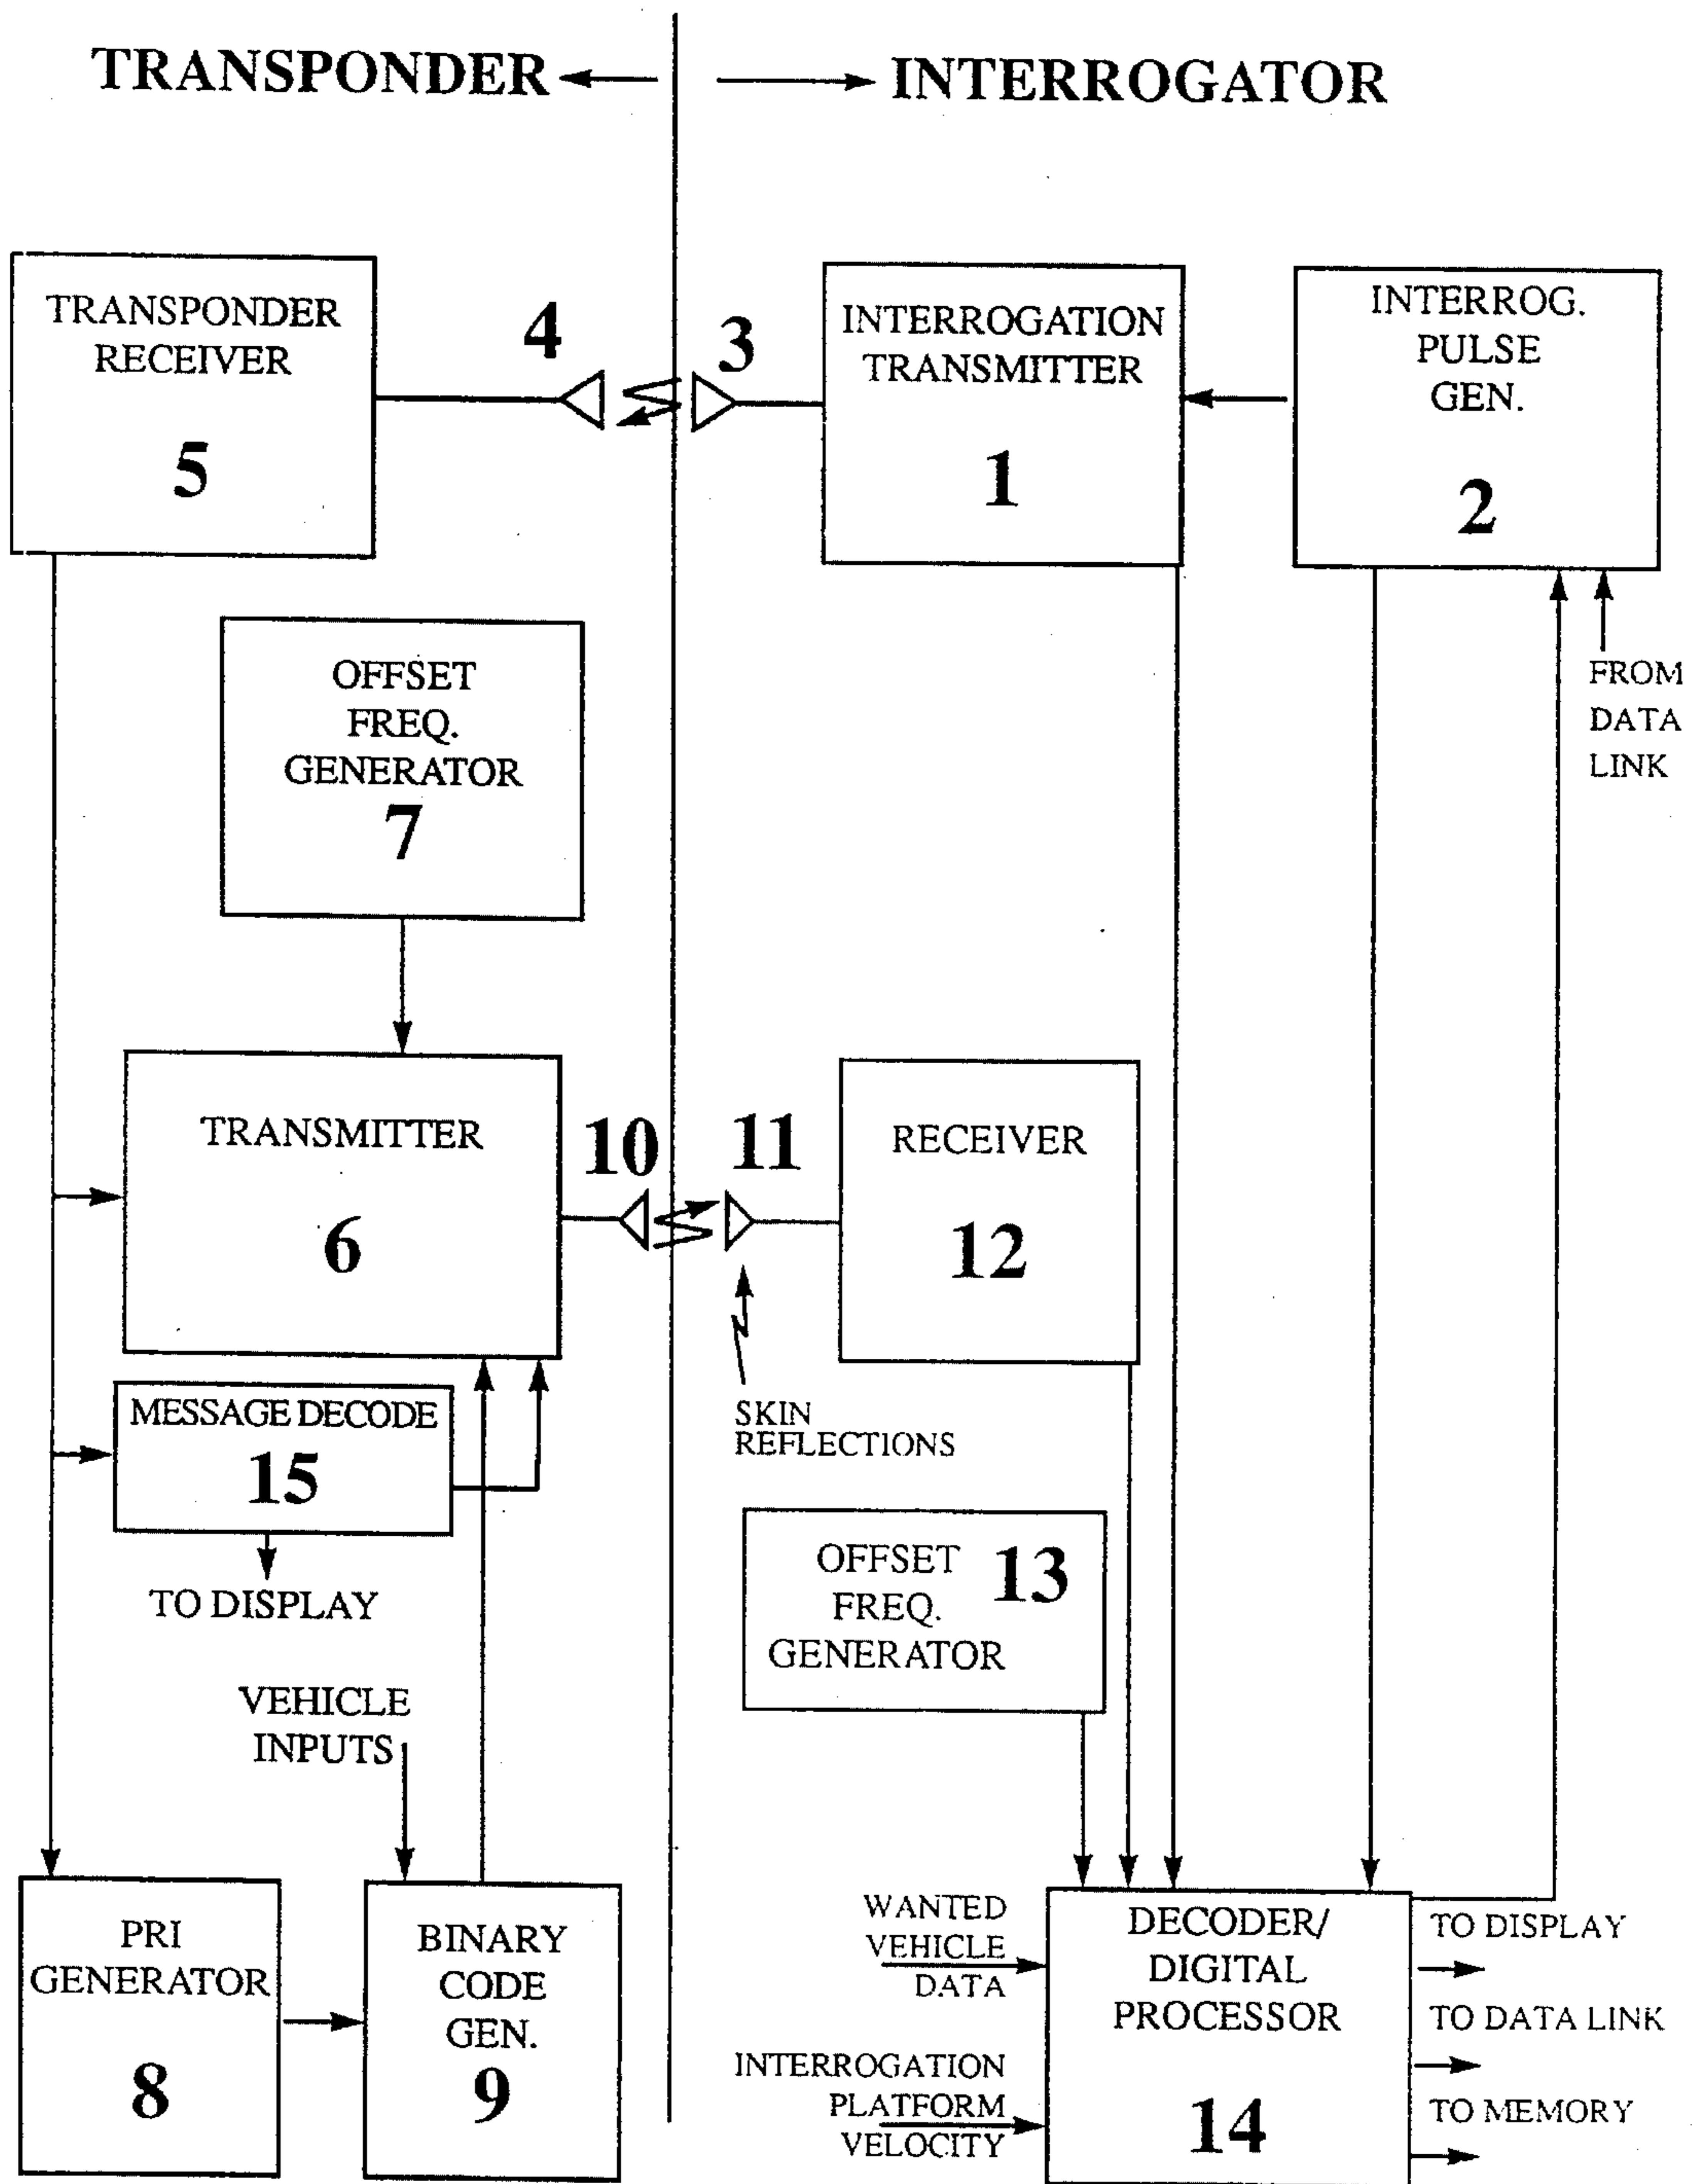 TRANSPONDER
INTERROGATOR
TRANSPONDER
RECEIVER
5
4
3
INTERROGATION
TRANSMITTER
1
INTERROG.
PULSE
GEN.
2
FROM
DATA
LINK
OFFSET
FREQ.
GENERATOR
7
TRANSMITTER
6
10
11
RECEIVER
12
SKIN
REFLECTIONS
MESSAGE DECODE
15
TO DISPLAY
OFFSET
FREQ.
GENERATOR
13
VEHICLE
INPUTS
PRI
GENERATOR
8
BINARY
CODE
GEN.
9
WANTED
VEHICLE
DATA
INTERROGATION
PLATFORM
VELOCITY
DECODER/
DIGITAL
PROCESSOR
14
TO DISPLAY
TO DATA LINK
TO MEMORY